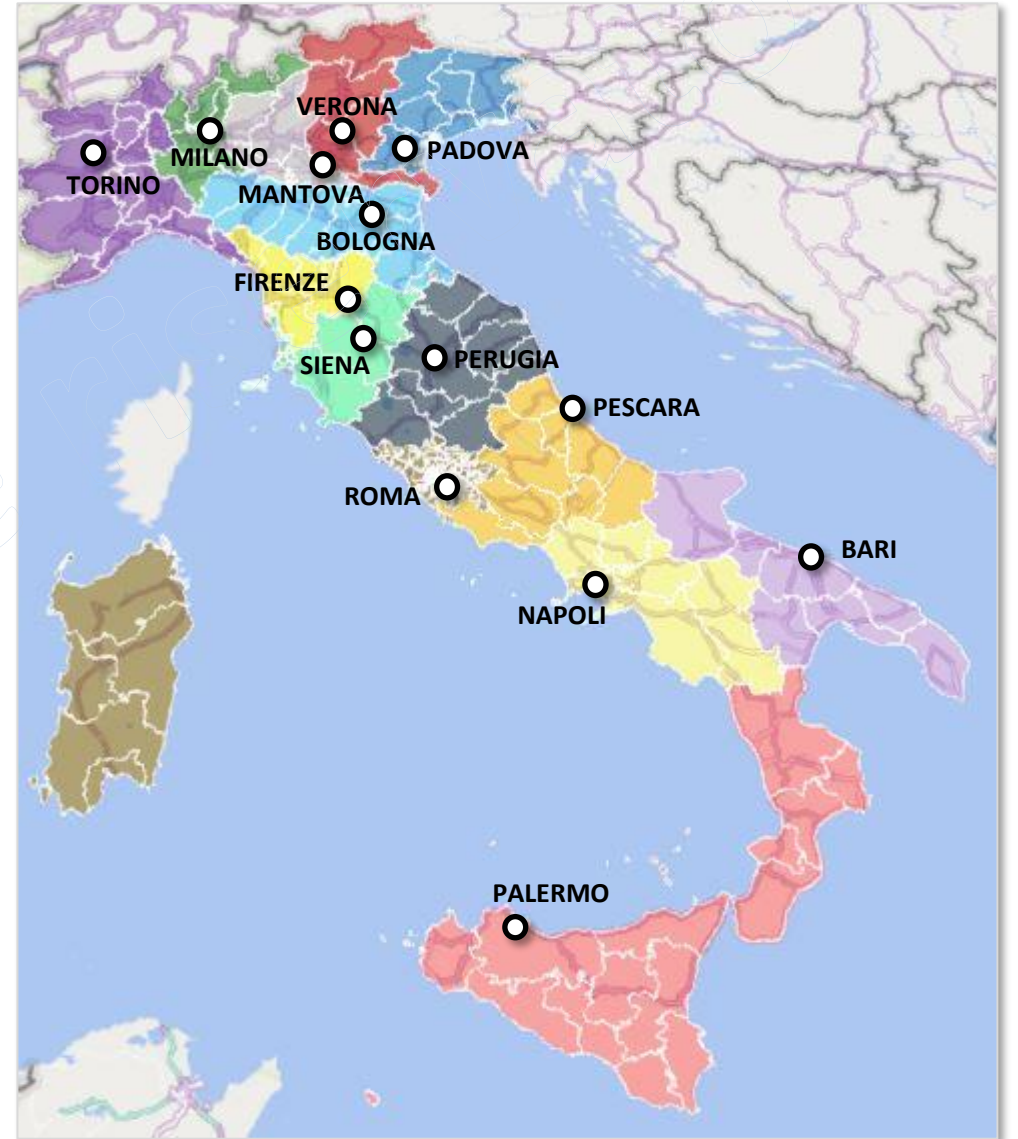 VERONA
MILANO
PADOVA
TORINO
MANTOVA
BOLOGNA
FIRENZE
SIENA
PERUGIA
PESCARA
ROMA
BARI
NAPOLI
PALERMO